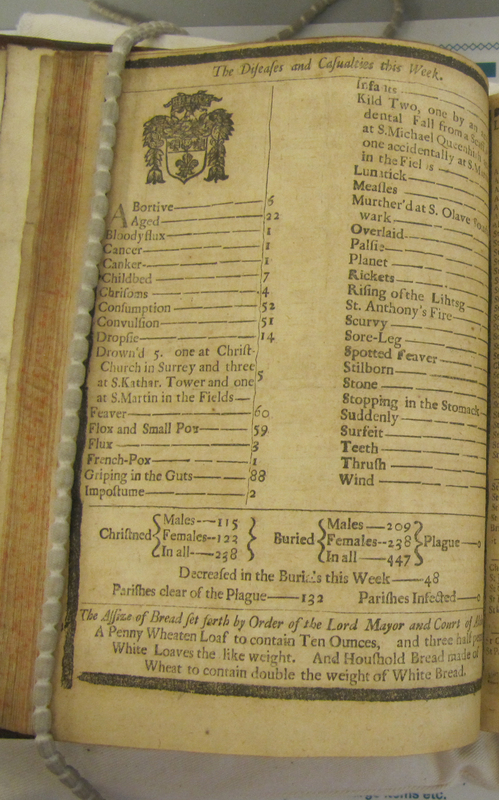 The Diſeaſes and Caſualties this Week.
ABortive 5
Aged 22
Bloodyflux 1
Cancer 1
Canker 1
Childbed 7
Chriſoms 4
Conſumption 52
Convulſion 51
Dropſie 14
Drown'd 5. one at Chriſt-
Church in Surrey and three
at S.Kathar. Tower and one 5
at S.Martin in the Fields
Feaver 60
Flox and Small Pox 59
Flux 3
French-Pox 1
Griping in the Guts 88
Impoſtume 2
Infants
Kild Two, one by an
dental Fall from a
at S.Michael
one accidentally at S.
in the Fiel s
Lunatick
Meaſles
Murther'd at S. Olave
wark
Overlaid
Palſie
Planet
Rickets
Riſing of the
St. Anthony's Fire
Scurvy
Sore-Leg
Spotted Feaver
Stilborn
Stone
Stopping in the Stomack
Suddenly
Surfeit
Teeth
Thruſh
Wind
Chriſtned Males 115 Females 123 In all 238 Buried Males 209 Females 238 In all 447 Plague 0
Decreaſed in the Burials this Week 48
Pariſhes clear of the Plague 132 Pariſhes Infected 0
The Aſſize of Bread ſet forth by Order of the Lord Mayor and Court of
A Penny Wheaten Loaf to contain Ten Ounces, and three half
White Loaves the like weight. And Houſhold Bread made of
Wheat to contain double the weight of White Bread.
items etc.